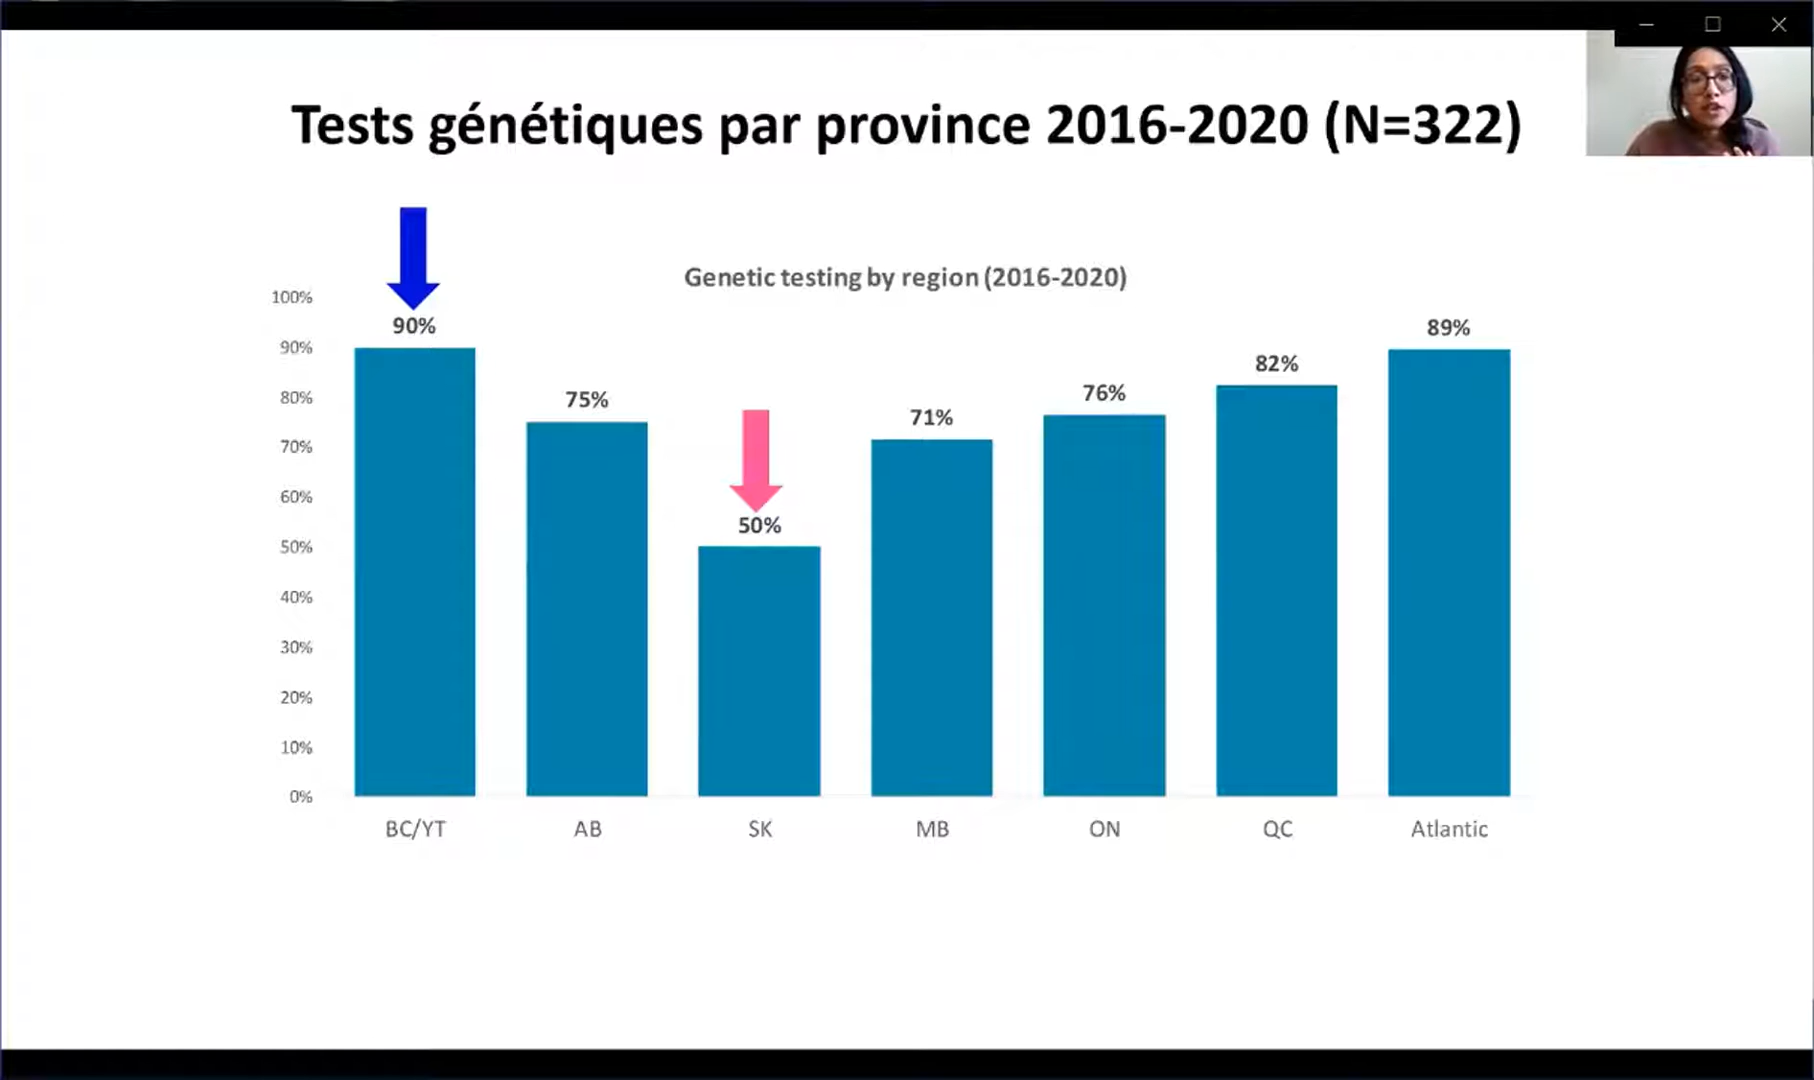 Tests génétiques par province 2016-2020 (N=322)
Genetic testing by region (2016-2020)
100%
90%
80%
70%
60%
50%
40%
30%
20%
10%
0%
90%
75%
50%
71%
76%
82%
89%
BC/YT
AB
SK
MB
ON
QC
Atlantic